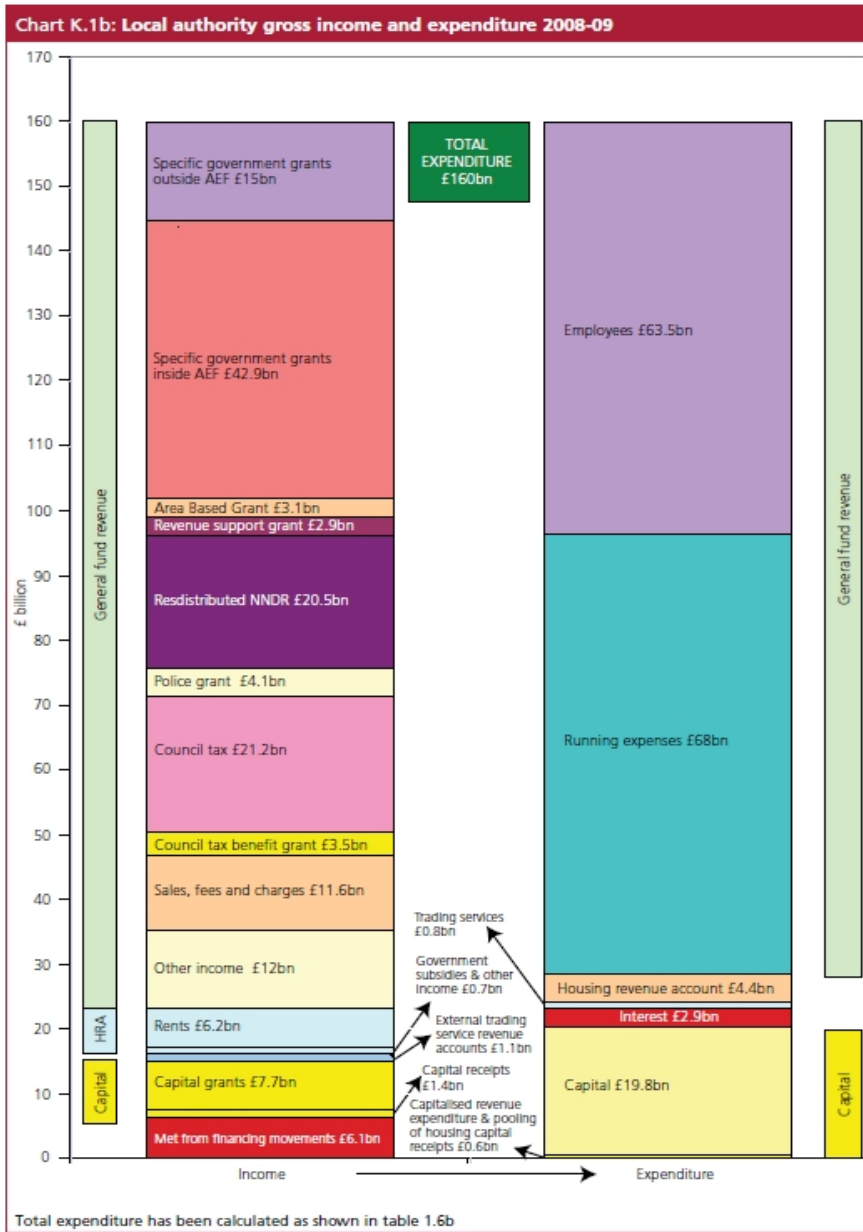 Chart K.1b: Local authority gross income and expenditure 2008-09
170
160
150
140
130
120
110
100
90
80
70
60
50
40
30
20
10
0
£ billion
General fund revenue
HRA
Capital
Specific government grants
outside AEF £15bn
Specific government grants
inside AEF £42.9bn
Area Based Grant £3.1bn
Revenue support grant £2.9bn
Resdistributed NNDR £20.5bn
Police grant £4.1bn
Council tax £21.2bn
Council tax benefit grant £3.5bn
Sales, fees and charges £11.6bn
Other income £12bn
Rents £6.2bn
Capital grants £7.7bn
Met from financing movements £6.1bn
TOTAL
EXPENDITURE
£160bn
Trading services
£0.8bn
Government
subsidies & other
income £0.7bn
External trading
service revenue
accounts £1.1bn
Capital receipts
£1.4bn
Capitalised revenue
expenditure & pooling
of housing capital
receipts £0.6bn
Employees £63.5bn
Running expenses £68bn
Housing revenue account £4.4bn
Interest £2.9bn
Capital £19.8bn
General fund revenue
Capital
Income
Expenditure
Total expenditure has been calculated as shown in table 1.6b